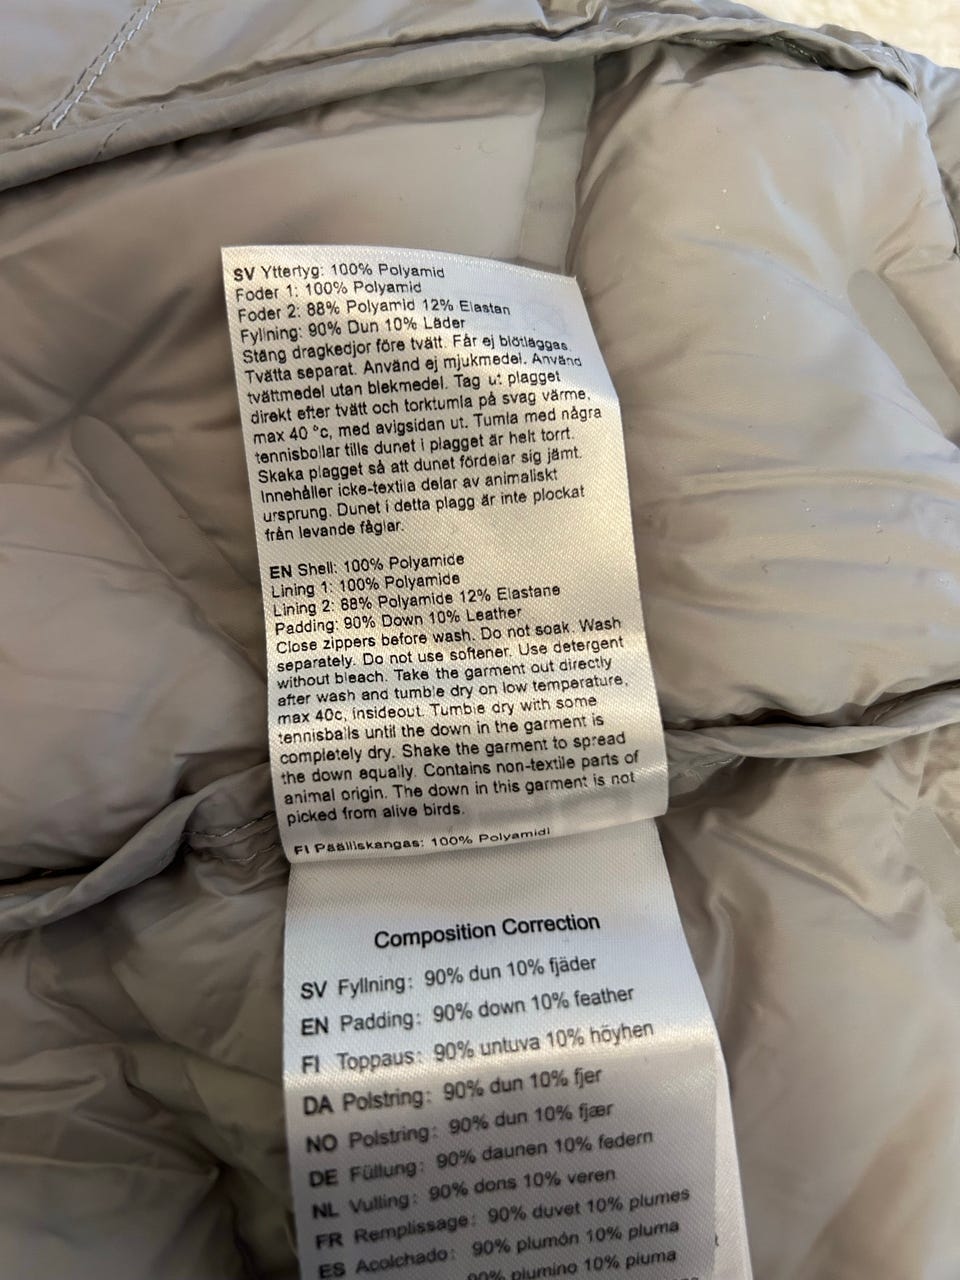 SV Yttertyg: 100% Polyamid
Foder 1: 100% Polyamid
Foder 2: 88% Polyamid 12% Elastan
Fyllning: 90% Dun 10% Läder
Stäng dragkedjor före tvätt. Får ej blötläggas.
Tvätta separat. Använd ej mjukmedel. Använd
tvättmedel utan blekmedel. Tag ut plagget
direkt efter tvätt och torktumla på svag värme,
max 40 °c, med avigsidan ut. Tumla med några
tennisbollar tills dunet i plagget är helt torrt.
Skaka plagget så att dunet fördelar sig jämt.
Innehåller icke-textila delar av animaliskt
ursprung. Dunet i detta plagg är inte plockat
från levande fåglar.
EN Shell: 100% Polyamide
Lining 1: 100% Polyamide
Lining 2: 88% Polyamide 12% Elastane
Padding: 90% Down 10% Leather
Close zippers before wash. Do not soak. Wash
separately. Do not use softener. Use detergent
without bleach. Take the garment out directly
after wash and tumble dry on low temperature,
max 40c, insideout. Tumble dry with some
tennisballs until the down in the garment is
completely dry. Shake the garment to spread
the down equally. Contains non-textile parts of
animal origin. The down in this garment is not
picked from alive birds.
FI Päälliskangas: 100% Polyamidi
Composition Correction
SV Fyllning: 90% dun 10% fjäder
EN Padding: 90% down 10% feather
FI Toppaus: 90% untuva 10% höyhen
DA Polstring: 90% dun 10% fjer
NO Polstring: 90% dun 10% fjær
DE Füllung: 90% daunen 10% federn
NL Vulling: 90% dons 10% veren
FR Remplissage: 90% duvet 10% plumes
ES Acolchado: 90% plumón 10% pluma
90% piumino 10% piuma